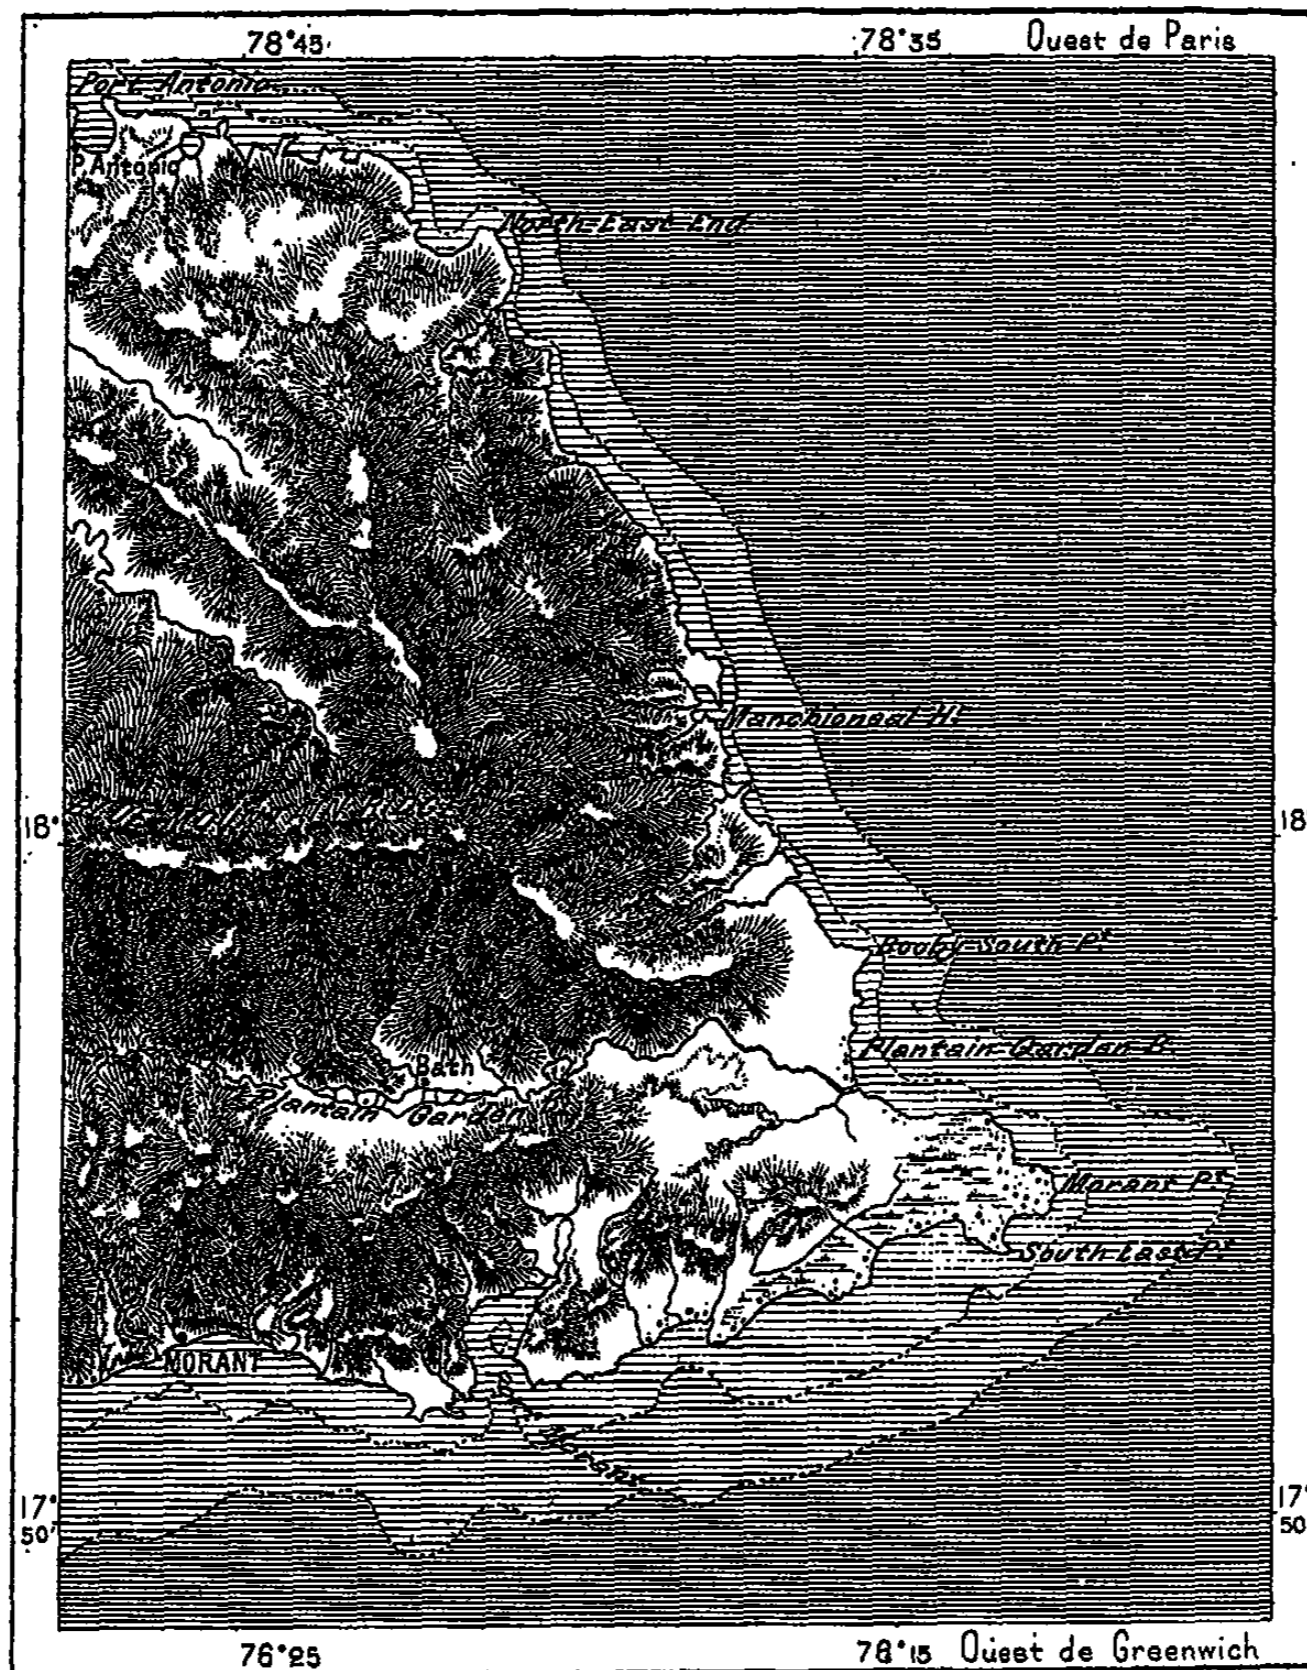 78°45'
78°35
Ouest de Paris
Port Antonio
P. Antonio
North-East End
Manchioneal Hr
18°
18
Booby South Pt
Plantain Garden B.
Bath
Plantain Garden
Morant Pt
South East Pt
MORANT
17°
50'
17°
50
76°25
76°15
Ouest de Greenwich